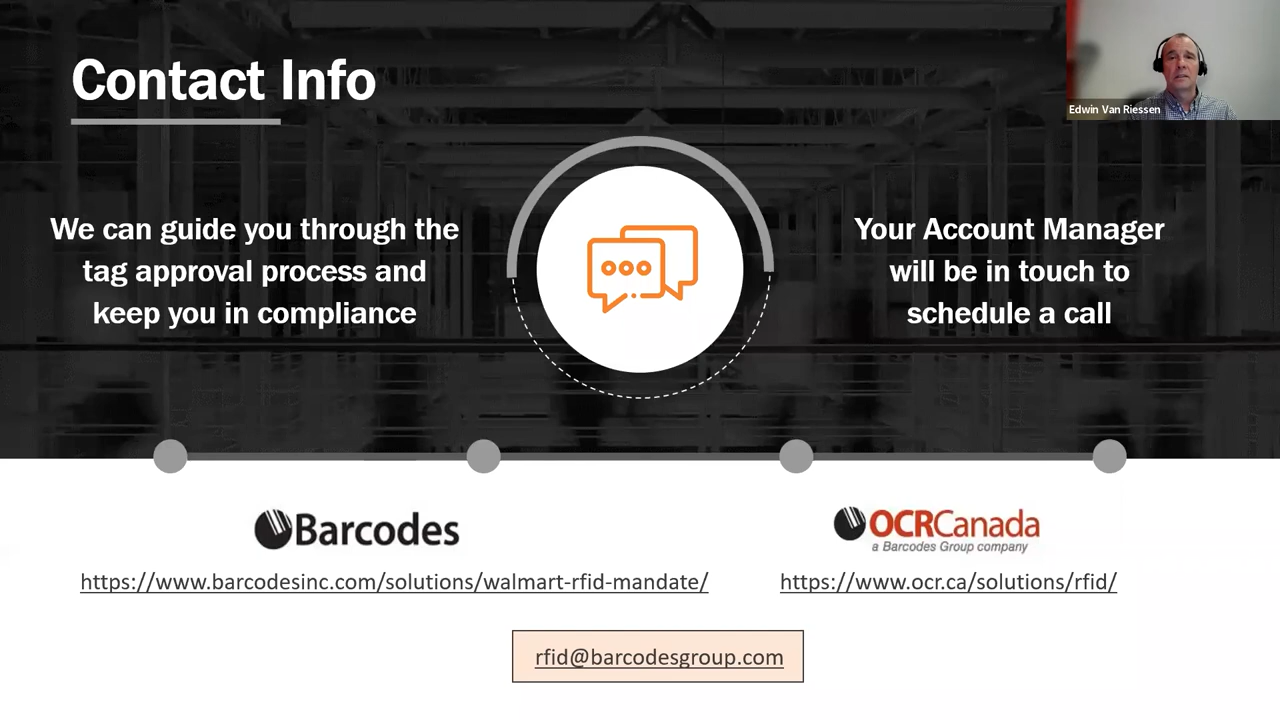 Contact Info
Edwin Van Riessen
We can guide you through the
tag approval process and
keep you in compliance
Your Account Manager
will be in touch to
schedule a call
Barcodes
https://www.barcodesinc.com/solutions/walmart-rfid-mandate/
OCRCanada
a Barcodes Group company
https://www.ocr.ca/solutions/rfid/
rfid@barcodesgroup.com